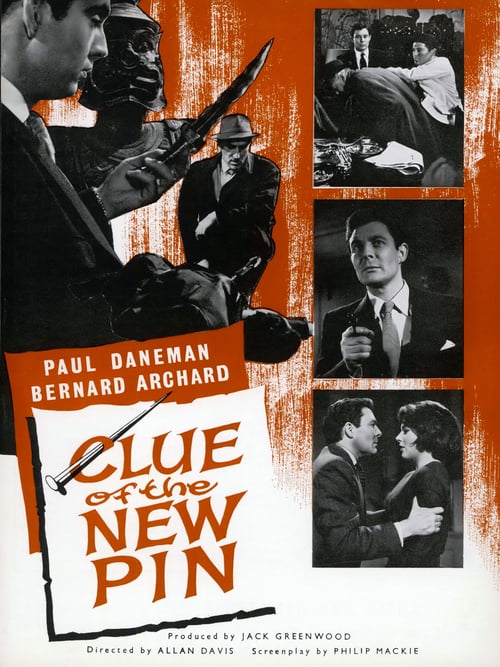 PAUL DANEMAN
BERNARD ARCHARD
CLUE
of the
NEW
PIN
Produced by JACK GREENWOOD
Directed by ALLAN DAVIS Screenplay by PHILIP MACKIE